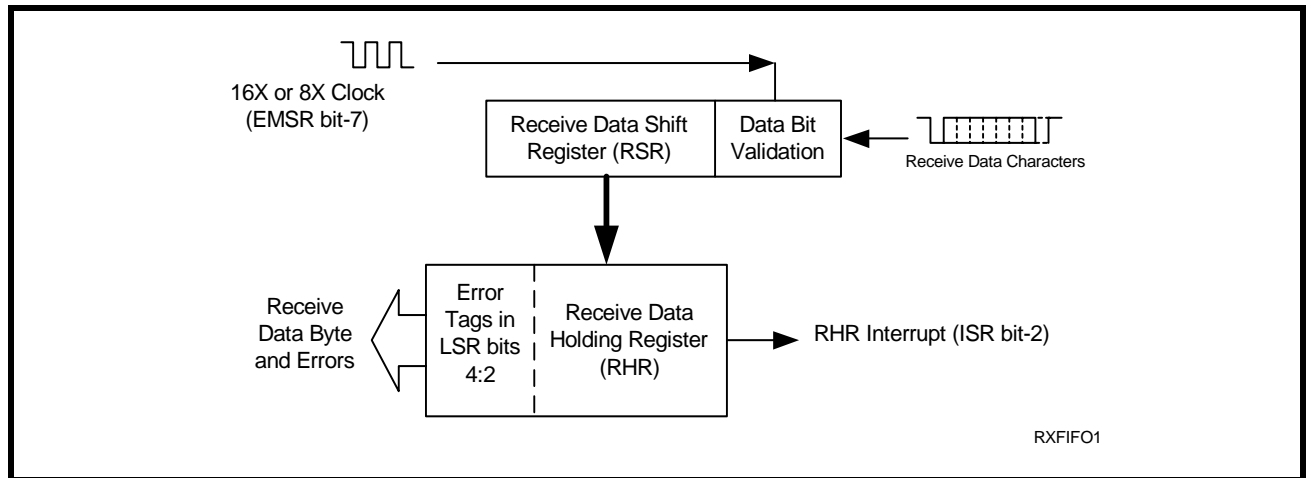 16X or 8X Clock
(EMSR bit-7)
Receive Data Shift
Register (RSR)
Data Bit
Validation
Receive Data Characters
Receive
Data Byte
and Errors
Error
Tags in
LSR bits
4:2
Receive Data
Holding Register
(RHR)
RHR Interrupt (ISR bit-2)
RXFIFO1